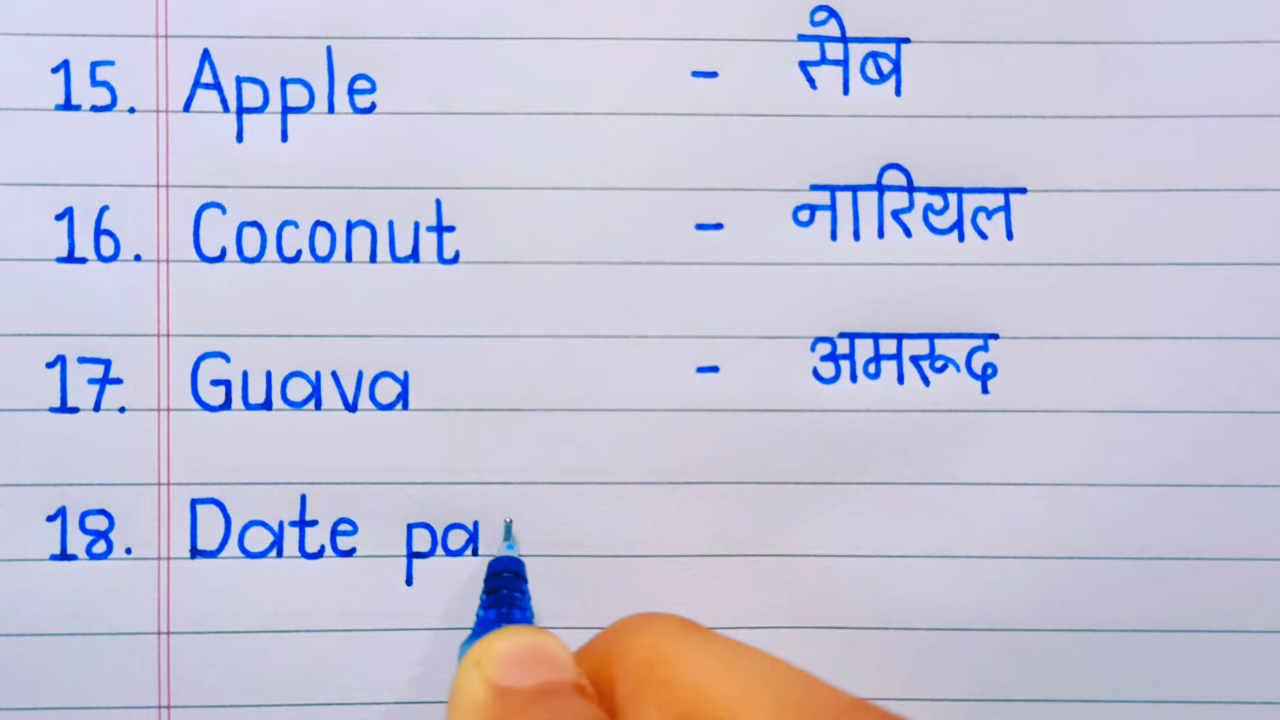 15. Apple - सेब
16. Coconut - नारियल
17. Guava - अमरूद
18. Date pa